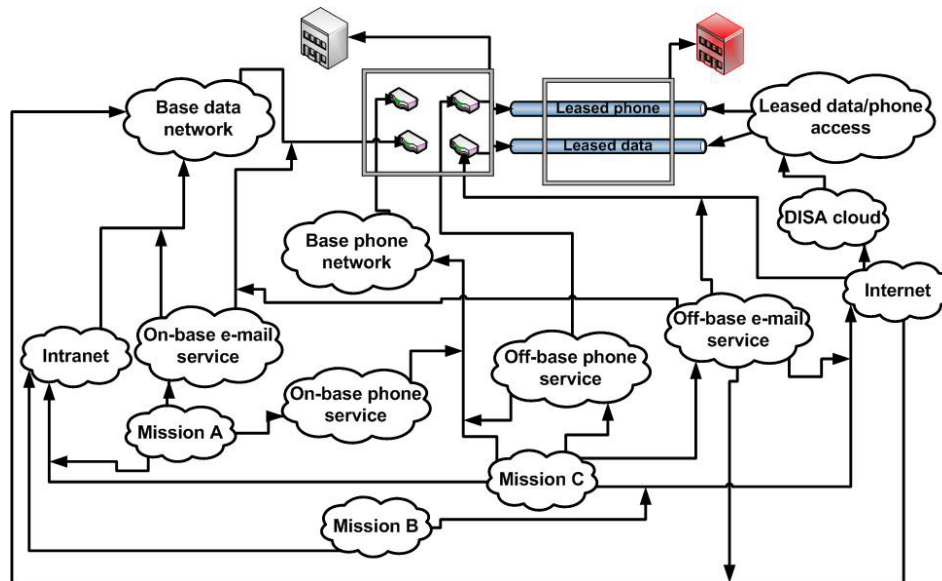 Base data
network
Leased phone
Leased data
Leased data/phone
access
DISA cloud
Base phone
network
Internet
On-base e-mail
service
Off-base e-mail
service
Intranet
Off-base phone
service
On-base phone
service
Mission A
Mission C
Mission B